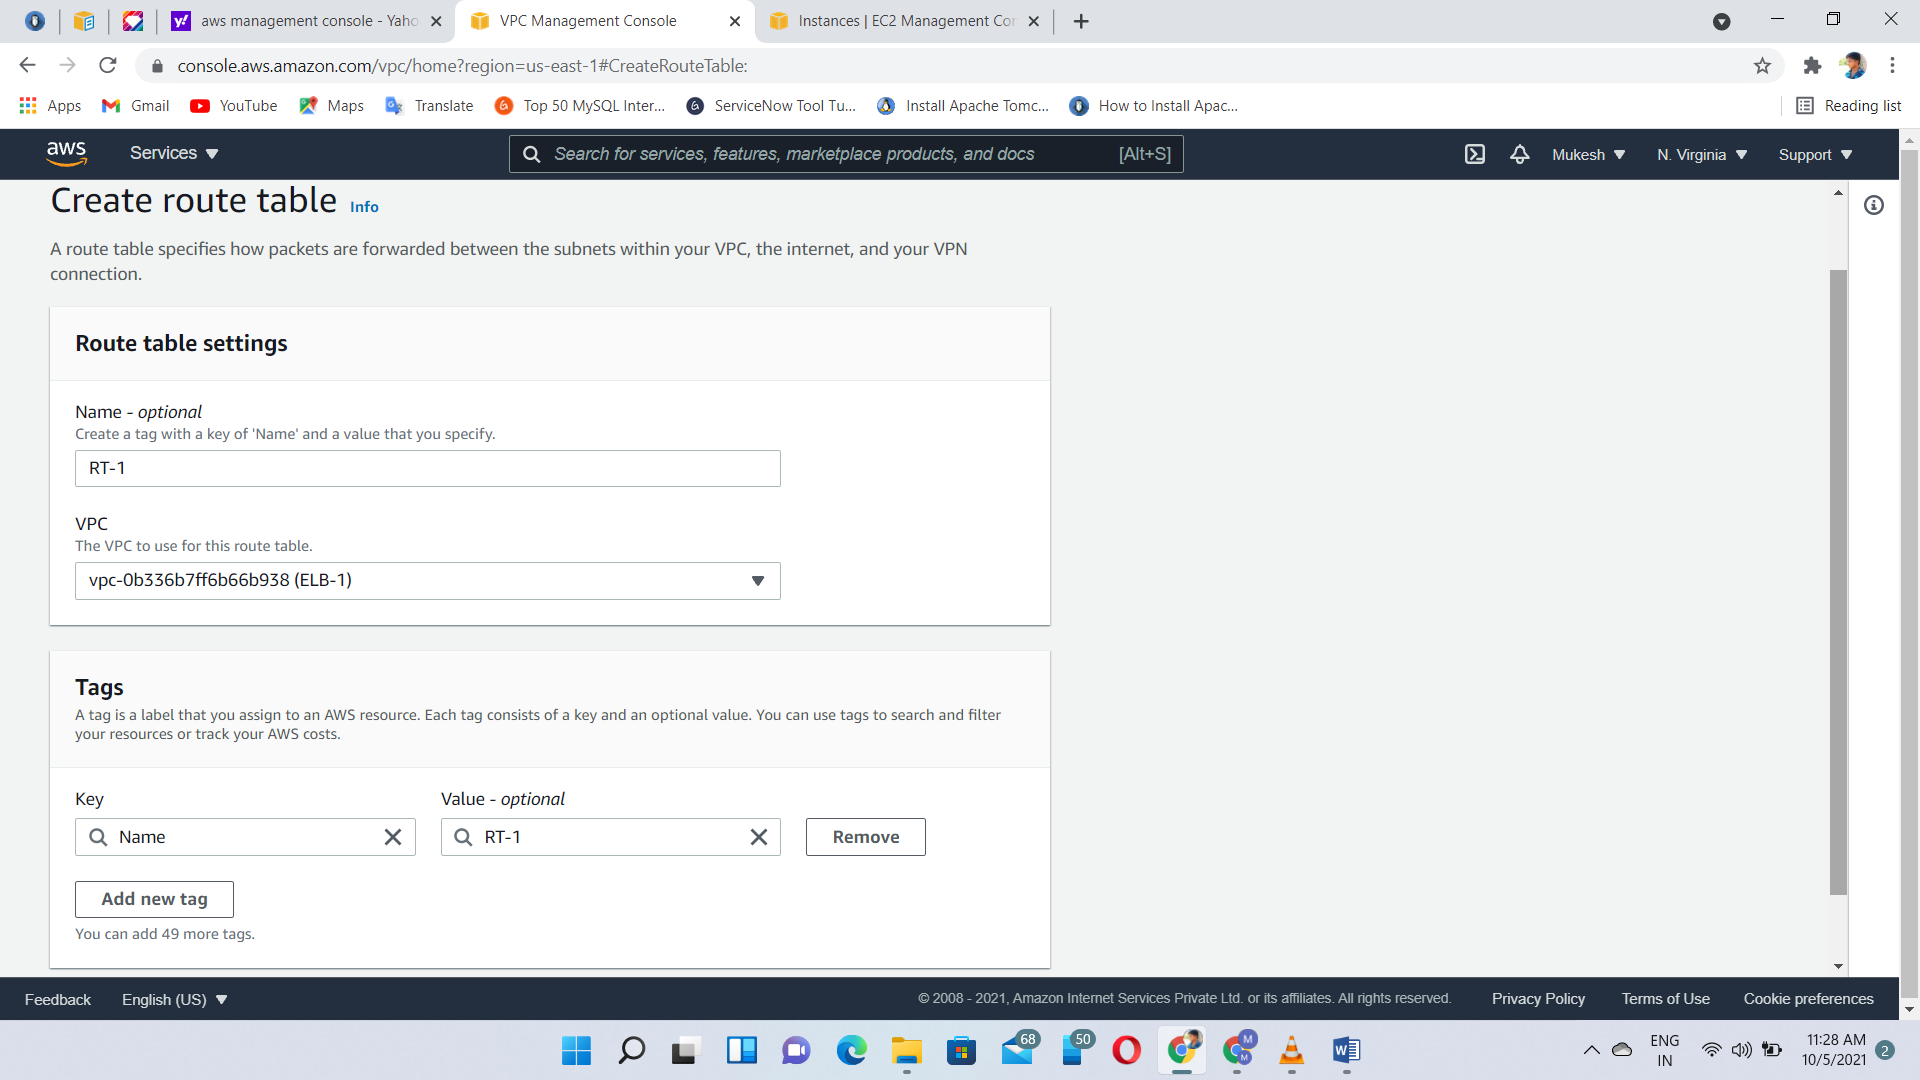 aws management console - Yaho
VPC Management Console
Instances | EC2 Management Con
console.aws.amazon.com/vpc/home?region=us-east-1#CreateRouteTable:
Apps
Gmail
YouTube
Maps
Translate
Top 50 MySQL Inter...
ServiceNow Tool Tu...
Install Apache Tomc...
How to Install Apac...
Reading list
aws
Services
Search for services, features, marketplace products, and docs
[Alt+S]
Mukesh
N. Virginia
Support
Create route table Info
A route table specifies how packets are forwarded between the subnets within your VPC, the internet, and your VPN
connection.
Route table settings
Name - optional
Create a tag with a key of 'Name' and a value that you specify.
RT-1
VPC
The VPC to use for this route table.
vpc-0b336b7ff6b66b938 (ELB-1)
Tags
A tag is a label that you assign to an AWS resource. Each tag consists of a key and an optional value. You can use tags to search and filter
your resources or track your AWS costs.
Key
Value - optional
Name
RT-1
Remove
Add new tag
You can add 49 more tags.
Feedback
English (US)
© 2008 - 2021, Amazon Internet Services Private Ltd. or its affiliates. All rights reserved.
Privacy Policy
Terms of Use
Cookie preferences
68
50
M
M
ENG
IN
11:28 AM
10/5/2021
2